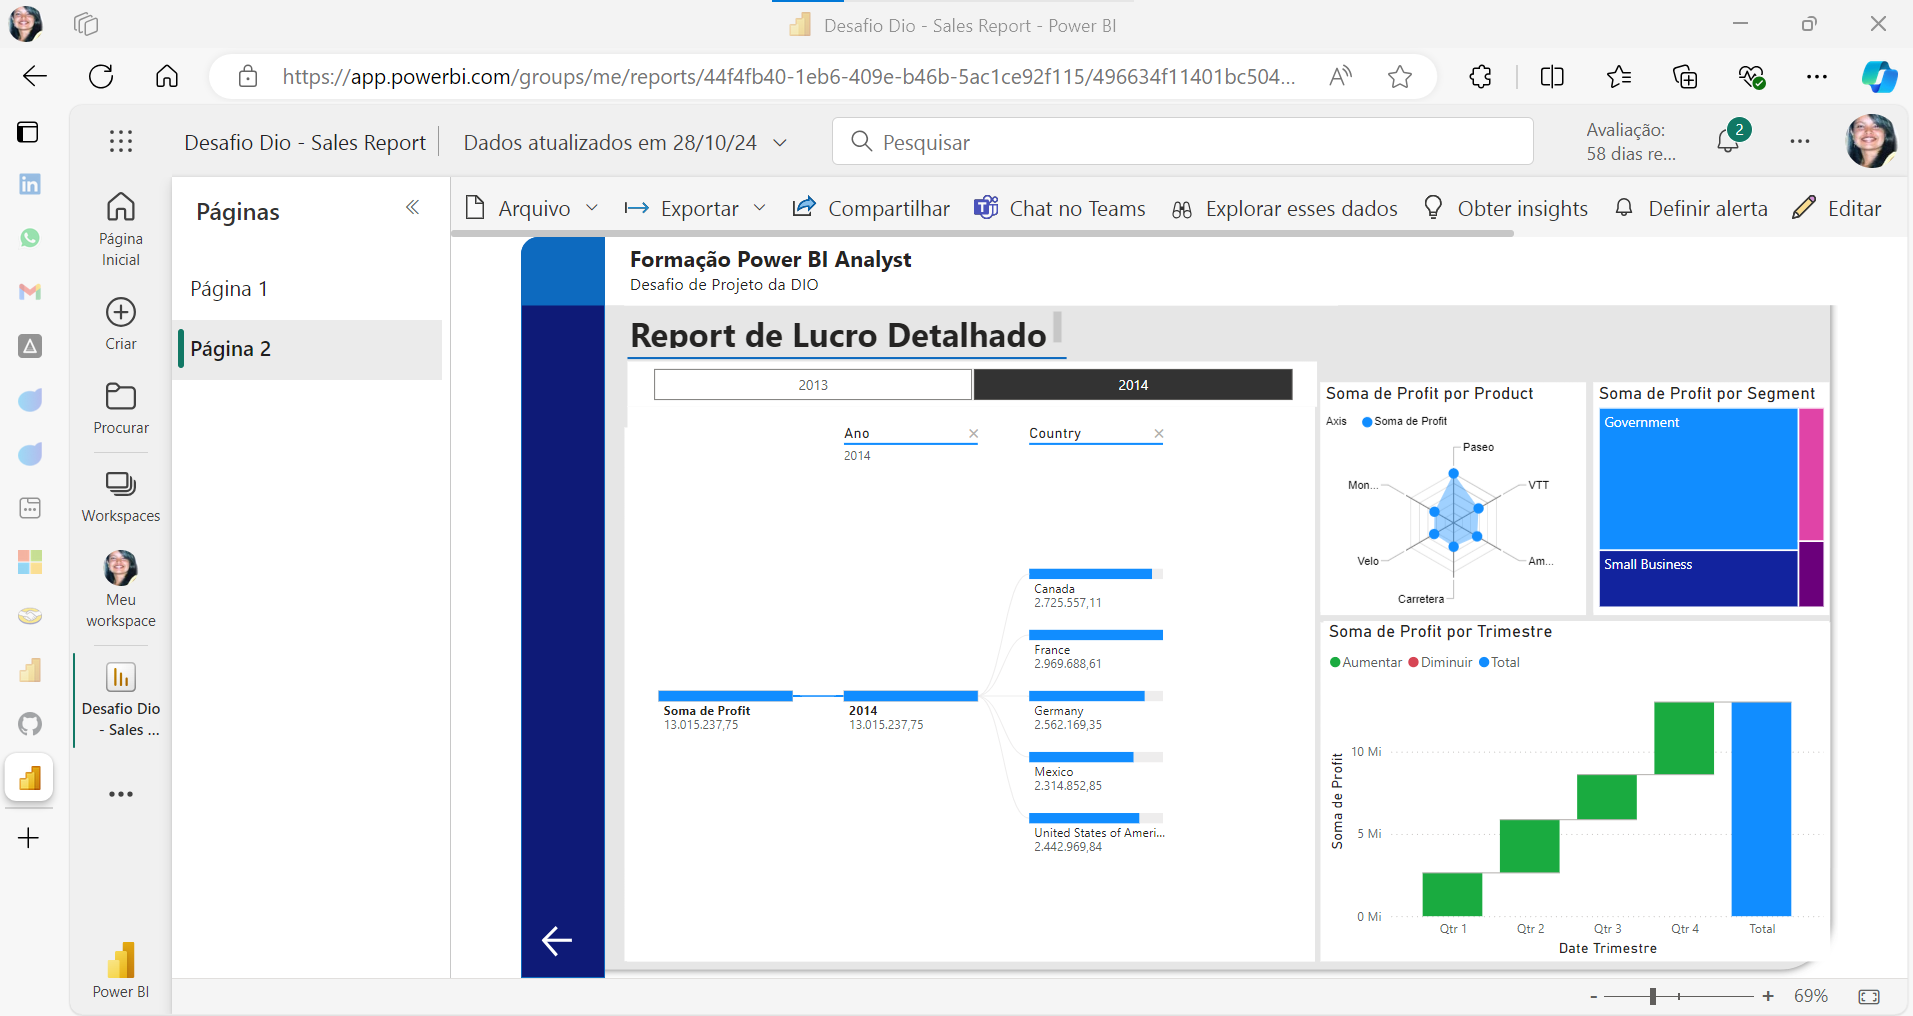 Desafio Dio - Sales Report - Power BI
https://app.powerbi.com/groups/me/reports/44f4fb40-1eb6-409e-b46b-5ac1ce92f115/496634f11401bc504...
Desafio Dio - Sales Report
Dados atualizados em 28/10/24
Pesquisar
Avaliação:
58 dias re...
2
Página
Inicial
Criar
Procurar
Workspaces
Meu
workspace
Desafio Dio
- Sales ...
Power BI
Páginas
Página 1
Página 2
Arquivo
Exportar
Compartilhar
Chat no Teams
Explorar esses dados
Obter insights
Definir alerta
Editar
Formação Power BI Analyst
Desafio de Projeto da DIO
Report de Lucro Detalhado
2013
2014
Ano
2014
Country
Soma de Profit
13.015.237,75
2014
13.015.237,75
Canada
2.725.557,11
France
2.969.688,61
Germany
2.562.169,35
Mexico
2.314.852,85
United States of Ameri...
2.442.969,84
Soma de Profit por Product
Axis
Soma de Profit
Paseo
VTT
Am...
Carretera
Velo
Mon...
Soma de Profit por Segment
Government
Small Business
Soma de Profit por Trimestre
Aumentar
Diminuir
Total
Soma de Profit
10 Mi
5 Mi
0 Mi
Qtr 1
Qtr 2
Qtr 3
Qtr 4
Total
Date Trimestre
- + 69%